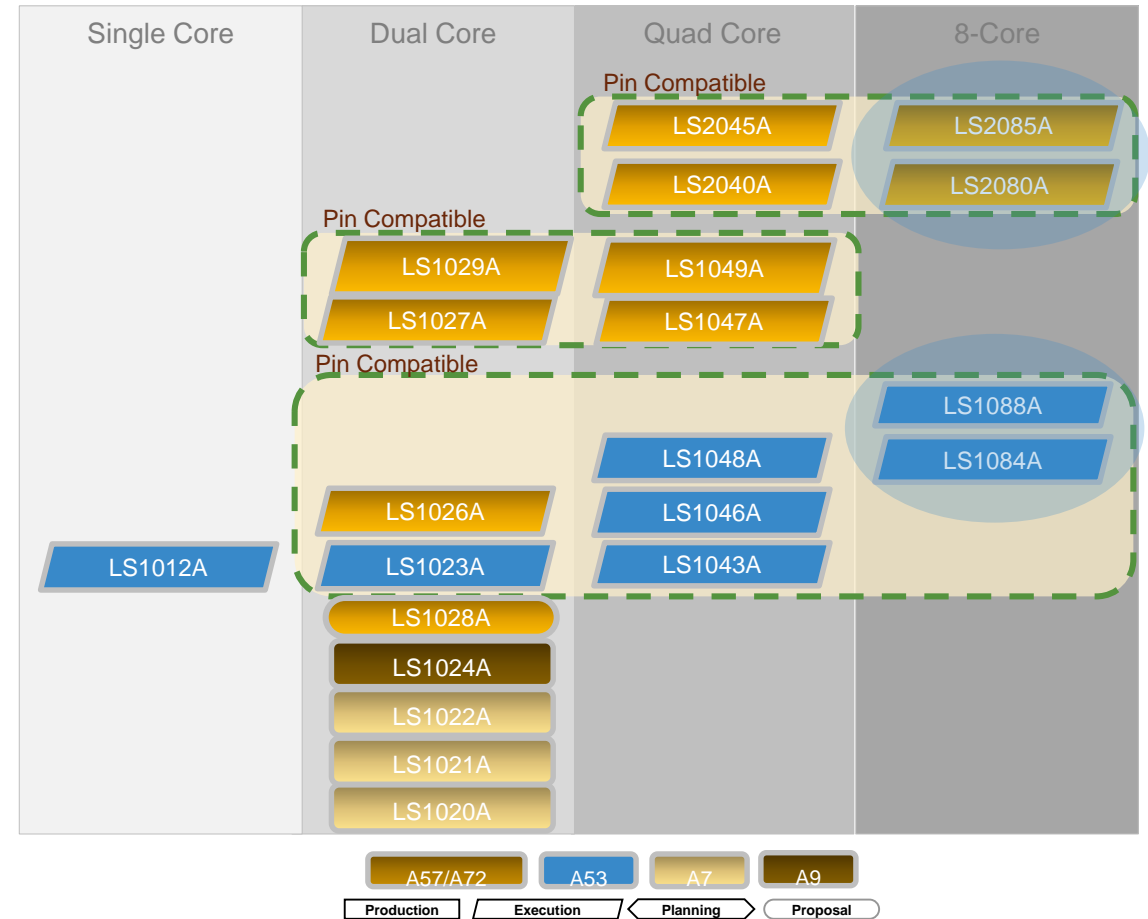 Single Core Dual Core Quad Core 8-Core
Pin Compatible
LS2045A LS2085A
LS2040A LS2080A
Pin Compatible
LS1029A LS1049A
LS1027A LS1047A
Pin Compatible
LS1088A
LS1048A LS1084A
LS1026A LS1046A
LS1012A LS1023A LS1043A
LS1028A
LS1024A
LS1022A
LS1021A
LS1020A
A57/A72 A53 A7 A9
Production Execution Planning Proposal